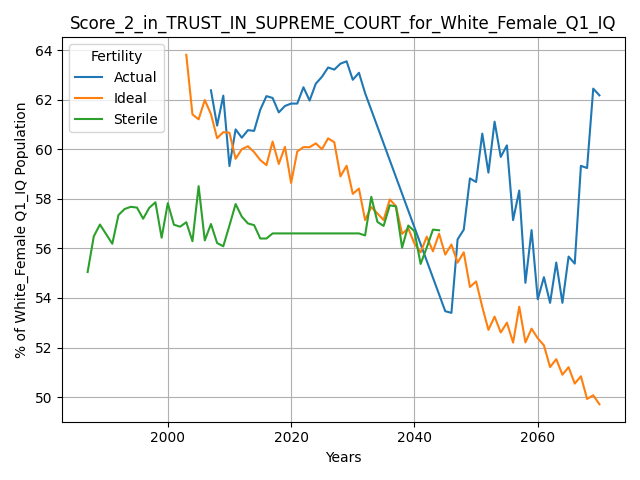 Score_2_in_TRUST_IN_SUPREME_COURT_for_White_Female_Q1_IQ
Fertility
Actual
Ideal
Sterile
% of White_Female Q1_IQ Population
64
62
60
58
56
54
52
50
2000
2020
2040
2060
Years